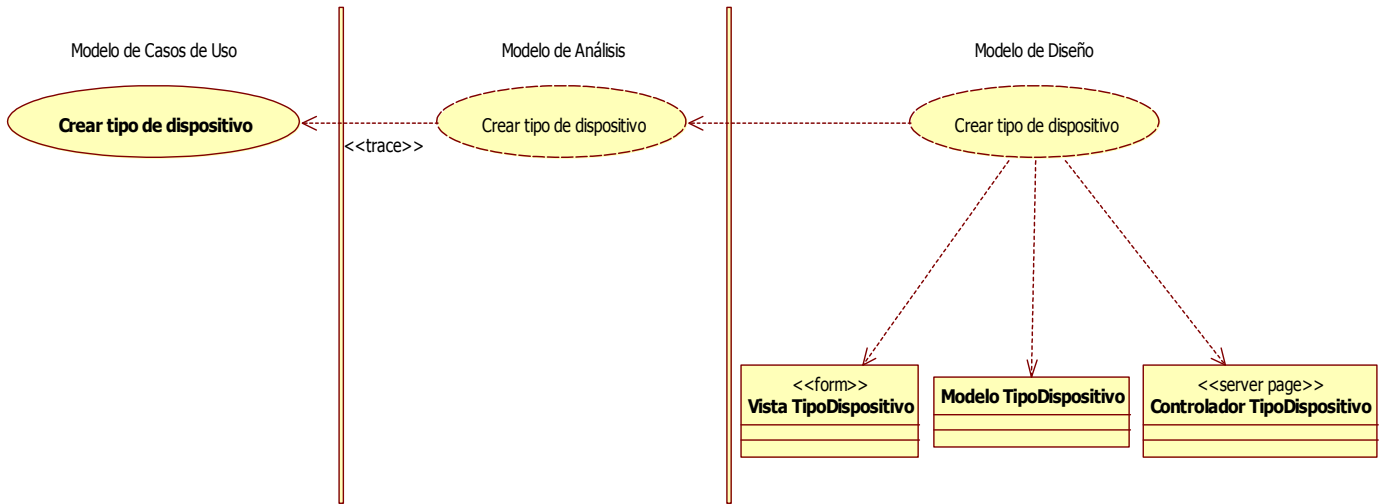 Modelo de Casos de Uso
Modelo de Análisis
Modelo de Diseño
Crear tipo de dispositivo
Crear tipo de dispositivo
Crear tipo de dispositivo
<<trace>>
<<form>>
Vista TipoDispositivo
Modelo TipoDispositivo
<<server page>>
Controlador TipoDispositivo